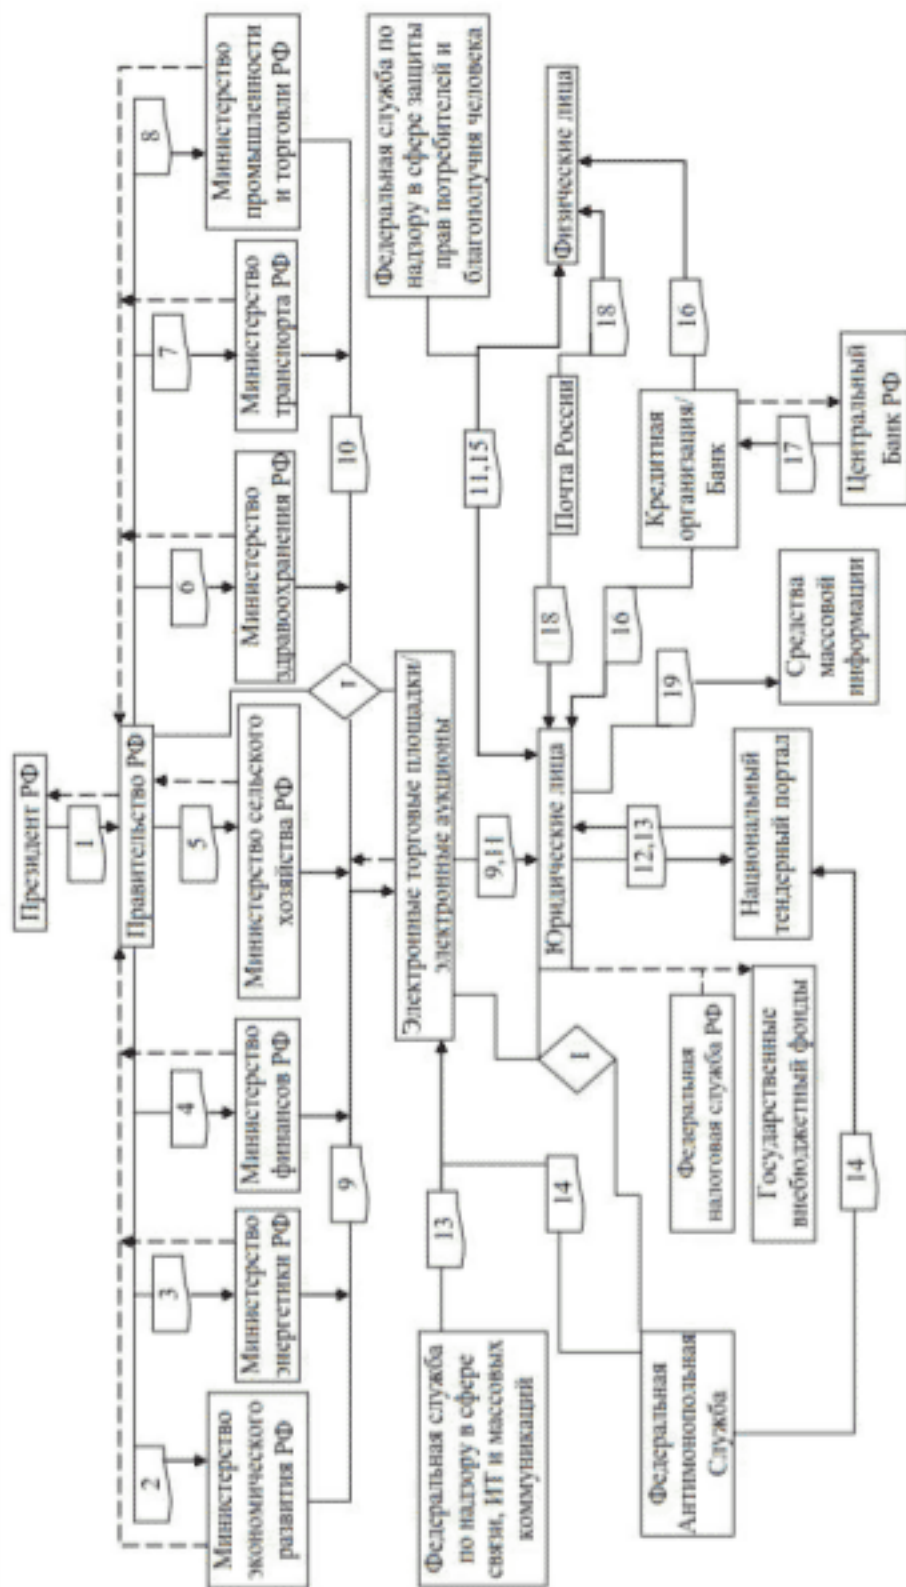 Президент РФ
1
Правительство РФ
2
3
4
5
6
7
8
Министерство
экономического
развития РФ
Министерство
энергетики РФ
Министерство
финансов РФ
Министерство сельского
хозяйства РФ
Министерство
здравоохранения РФ
Министерство
транспорта РФ
Министерство
промышленности
и торговли РФ
9
I
10
Федеральная служба
по надзору в сфере
связи, ИТ и массовых
коммуникаций
13
14
Электронные торговые площадки/
электронные аукционы
Федеральная служба по
надзору в сфере защиты
прав потребителей и
благополучия человека
9,11
11,15
I
Юридические лица
18
Почта России
18
Физические лица
16
16
Федеральная
Антимонопольная
Служба
Федеральная
налоговая служба РФ
12,13
19
Кредитная
организация/
Банк
Государственные
внебюджетный фонды
Национальный
тендерный портал
Средства
массовой
информации
17
Центральный
Банк РФ
14